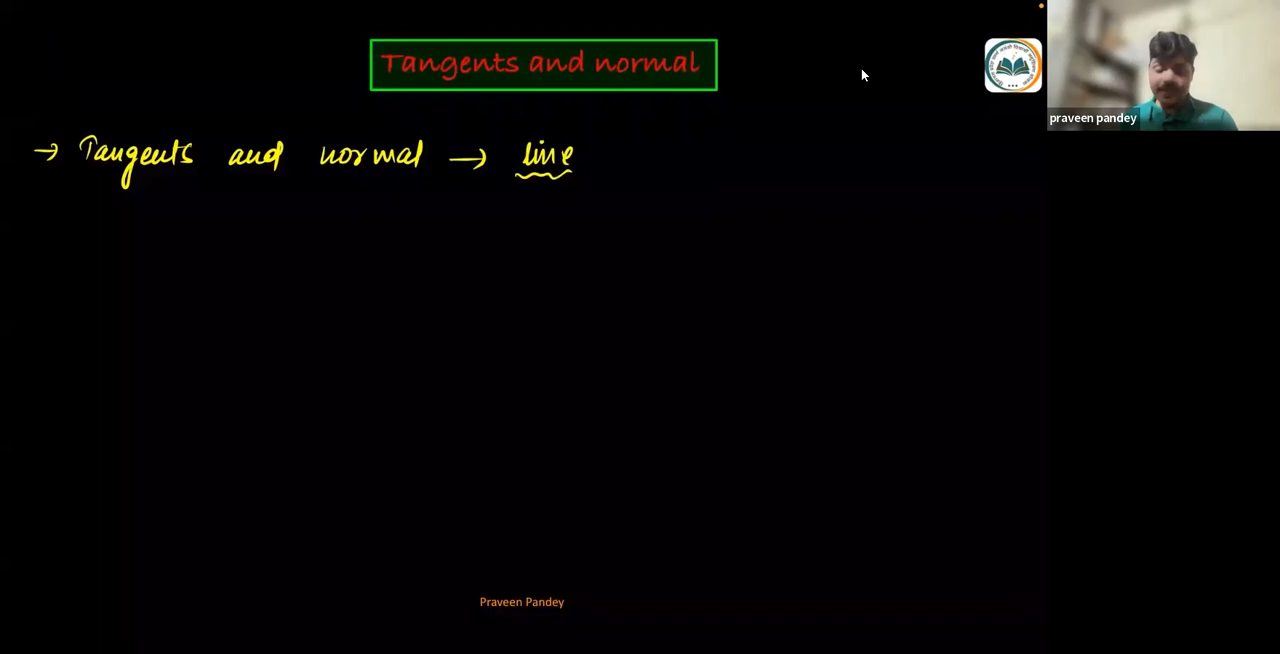 Tangents and normal
praveen pandey
→ Tangents and normal → line
Praveen Pandey